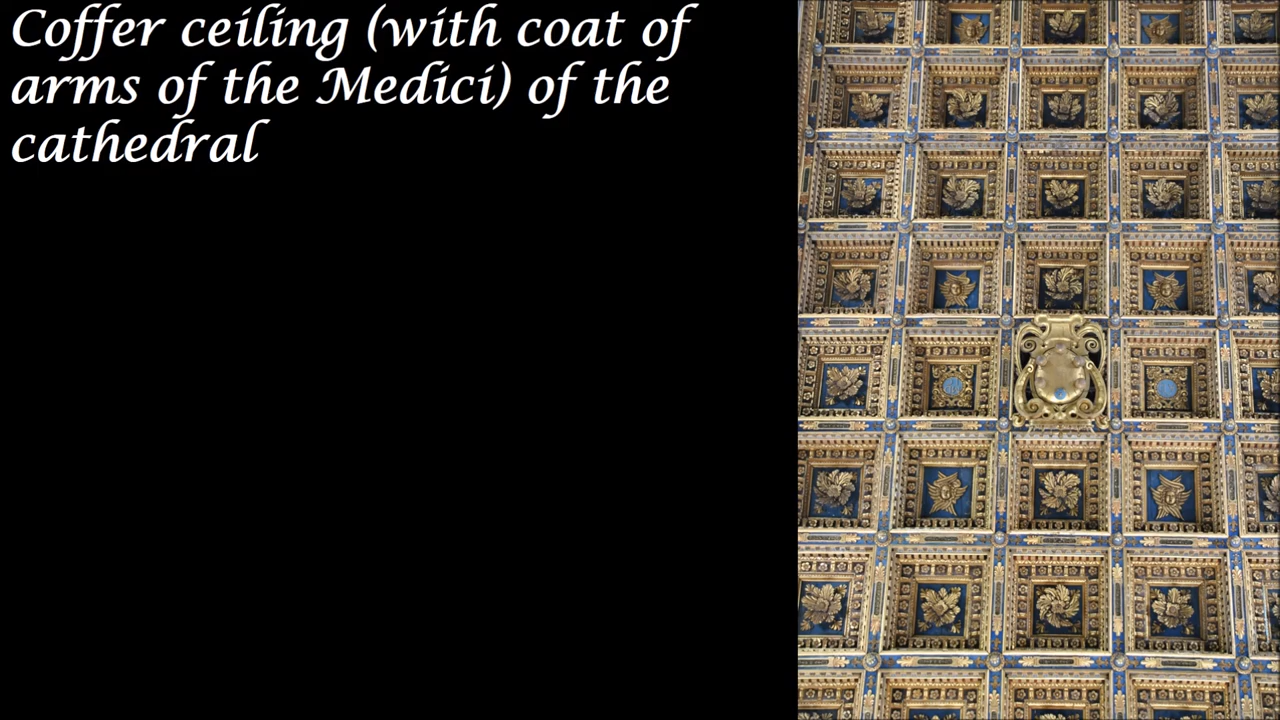 Coffer ceiling (with coat of
arms of the Medici) of the
cathedral